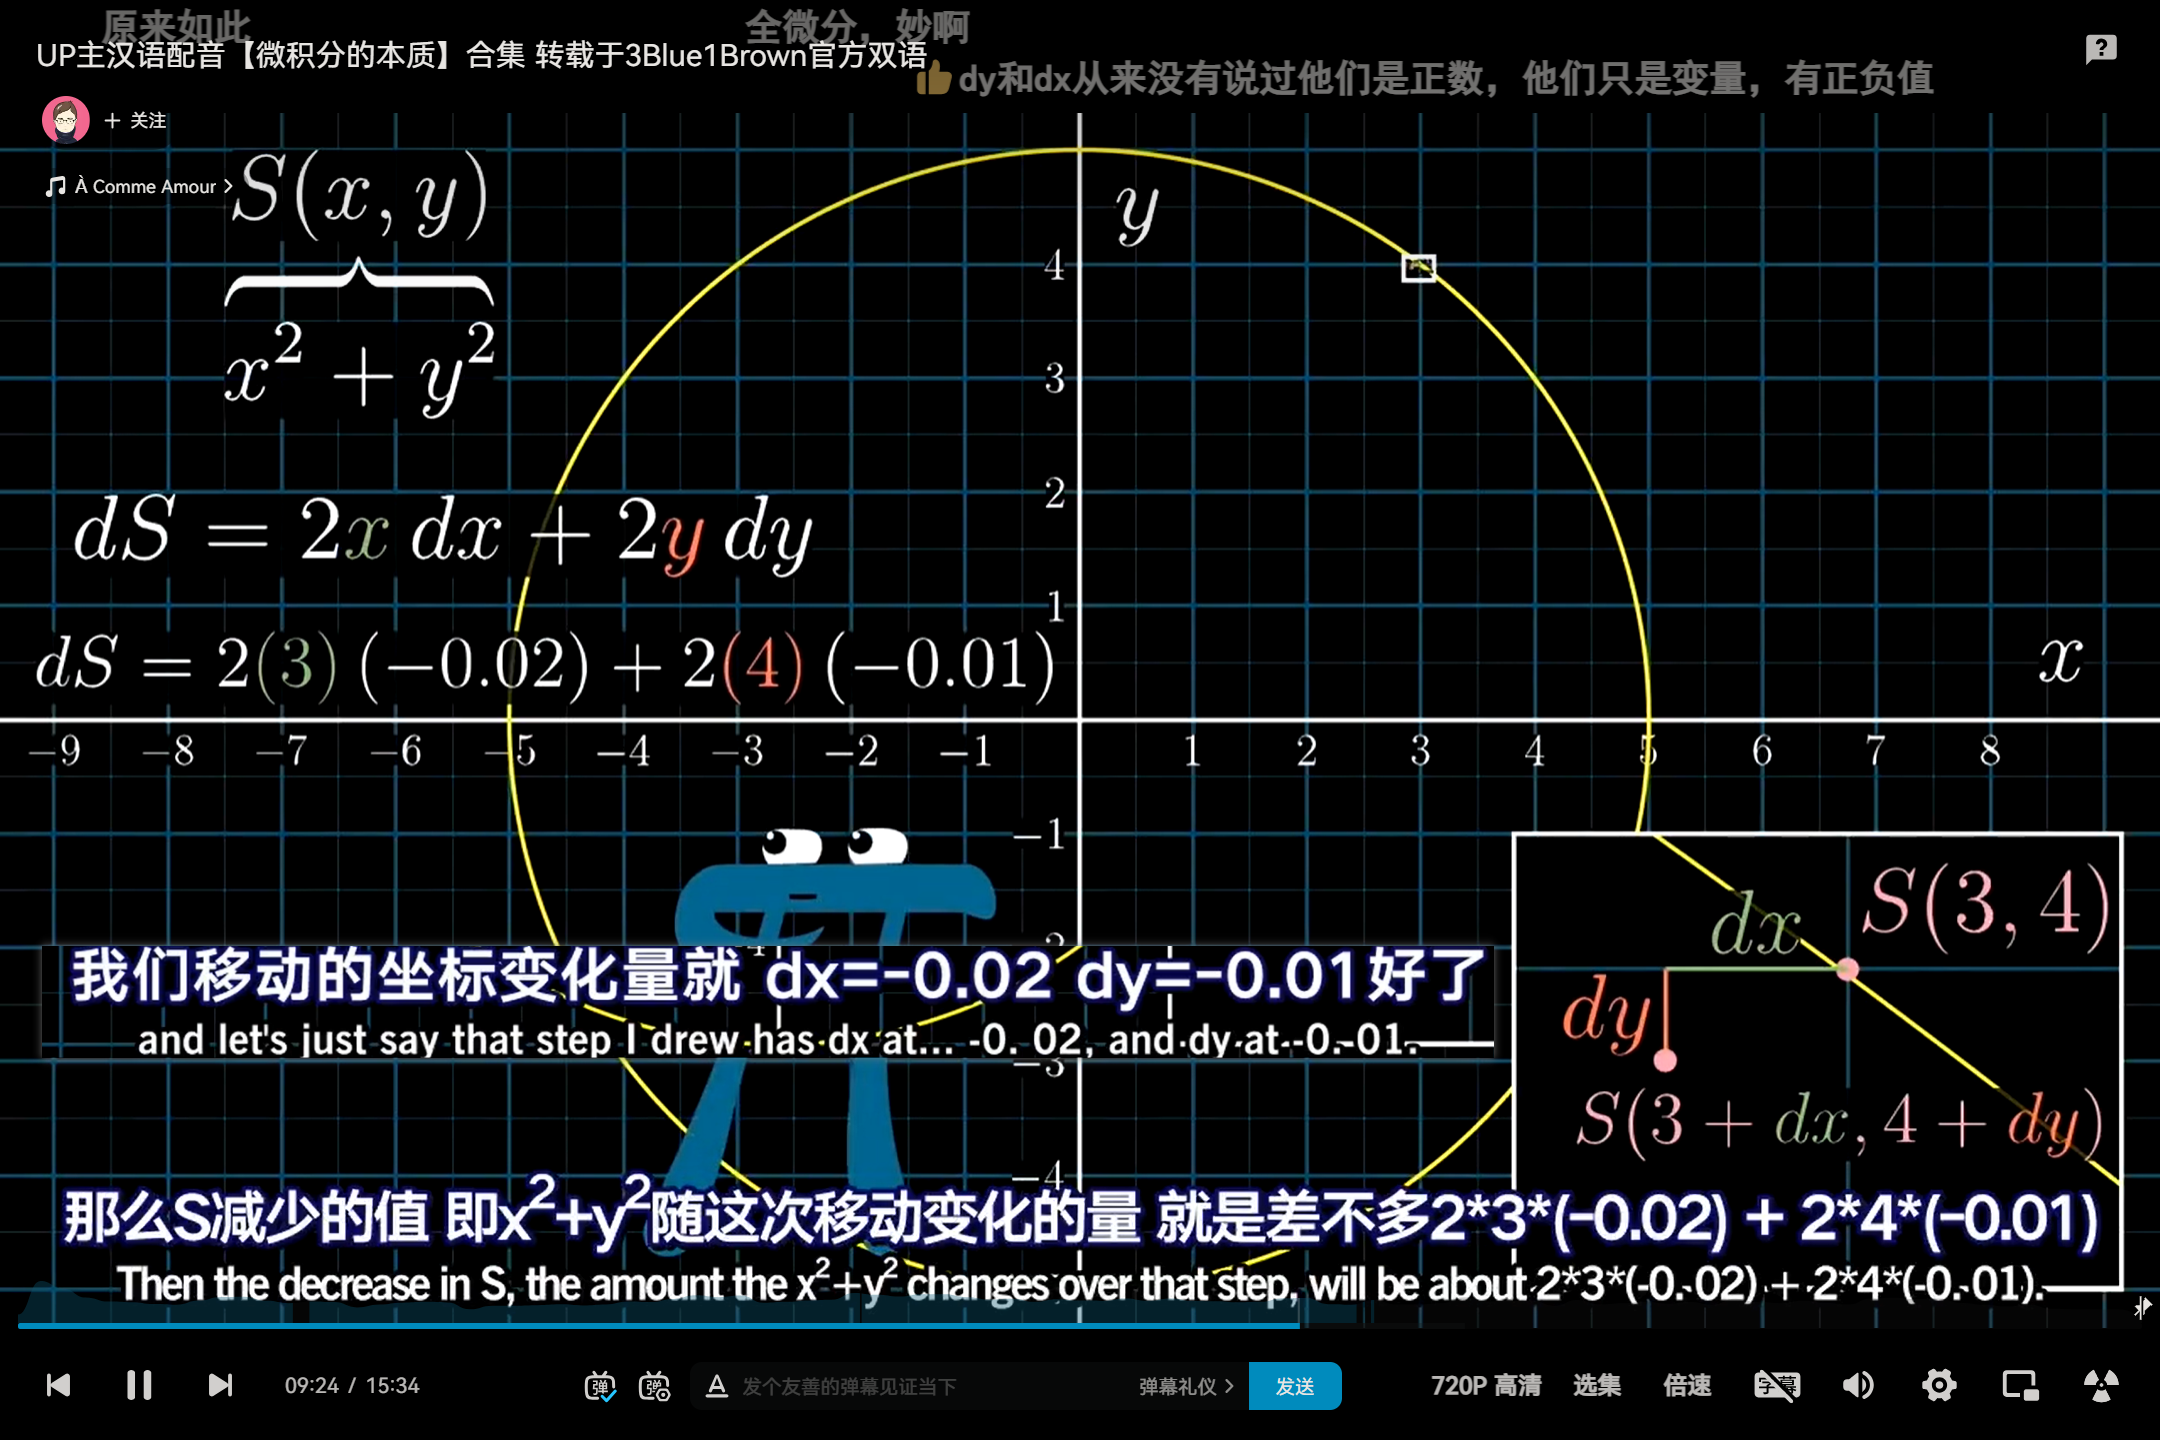 原来如此
全微分，妙啊
UP主汉语配音【微积分的本质】合集 转载于3Blue1Brown官方双语
dy和dx从来没有说过他们是正数，他们只是变量，有正负值
+ 关注
À Comme Amour >
S(x, y)
x² + y²
y
4
3
2
1
dS = 2x dx + 2y dy
dS = 2(3)(−0.02) + 2(4)(−0.01)
x
−9 −8 −7 −6 −5 −4 −3 −2 −1 1 2 3 4 5 6 7 8
−1
−3
−4
S(3, 4)
dx
dy
S(3 + dx, 4 + dy)
我们移动的坐标变化量就 dx=-0.02 dy=-0.01好了
and let's just say that step I drew has dx at... -0.02, and dy at -0.01.
那么S减少的值 即x²+y²随这次移动变化的量 就是差不多2*3*(-0.02) + 2*4*(-0.01)
Then the decrease in S, the amount the x²+y² changes over that step, will be about 2*3*(-0.02) + 2*4*(-0.01).
09:24 / 15:34
弹
弹
A 发个友善的弹幕见证当下
弹幕礼仪 >
发送
720P 高清
选集
倍速
字幕